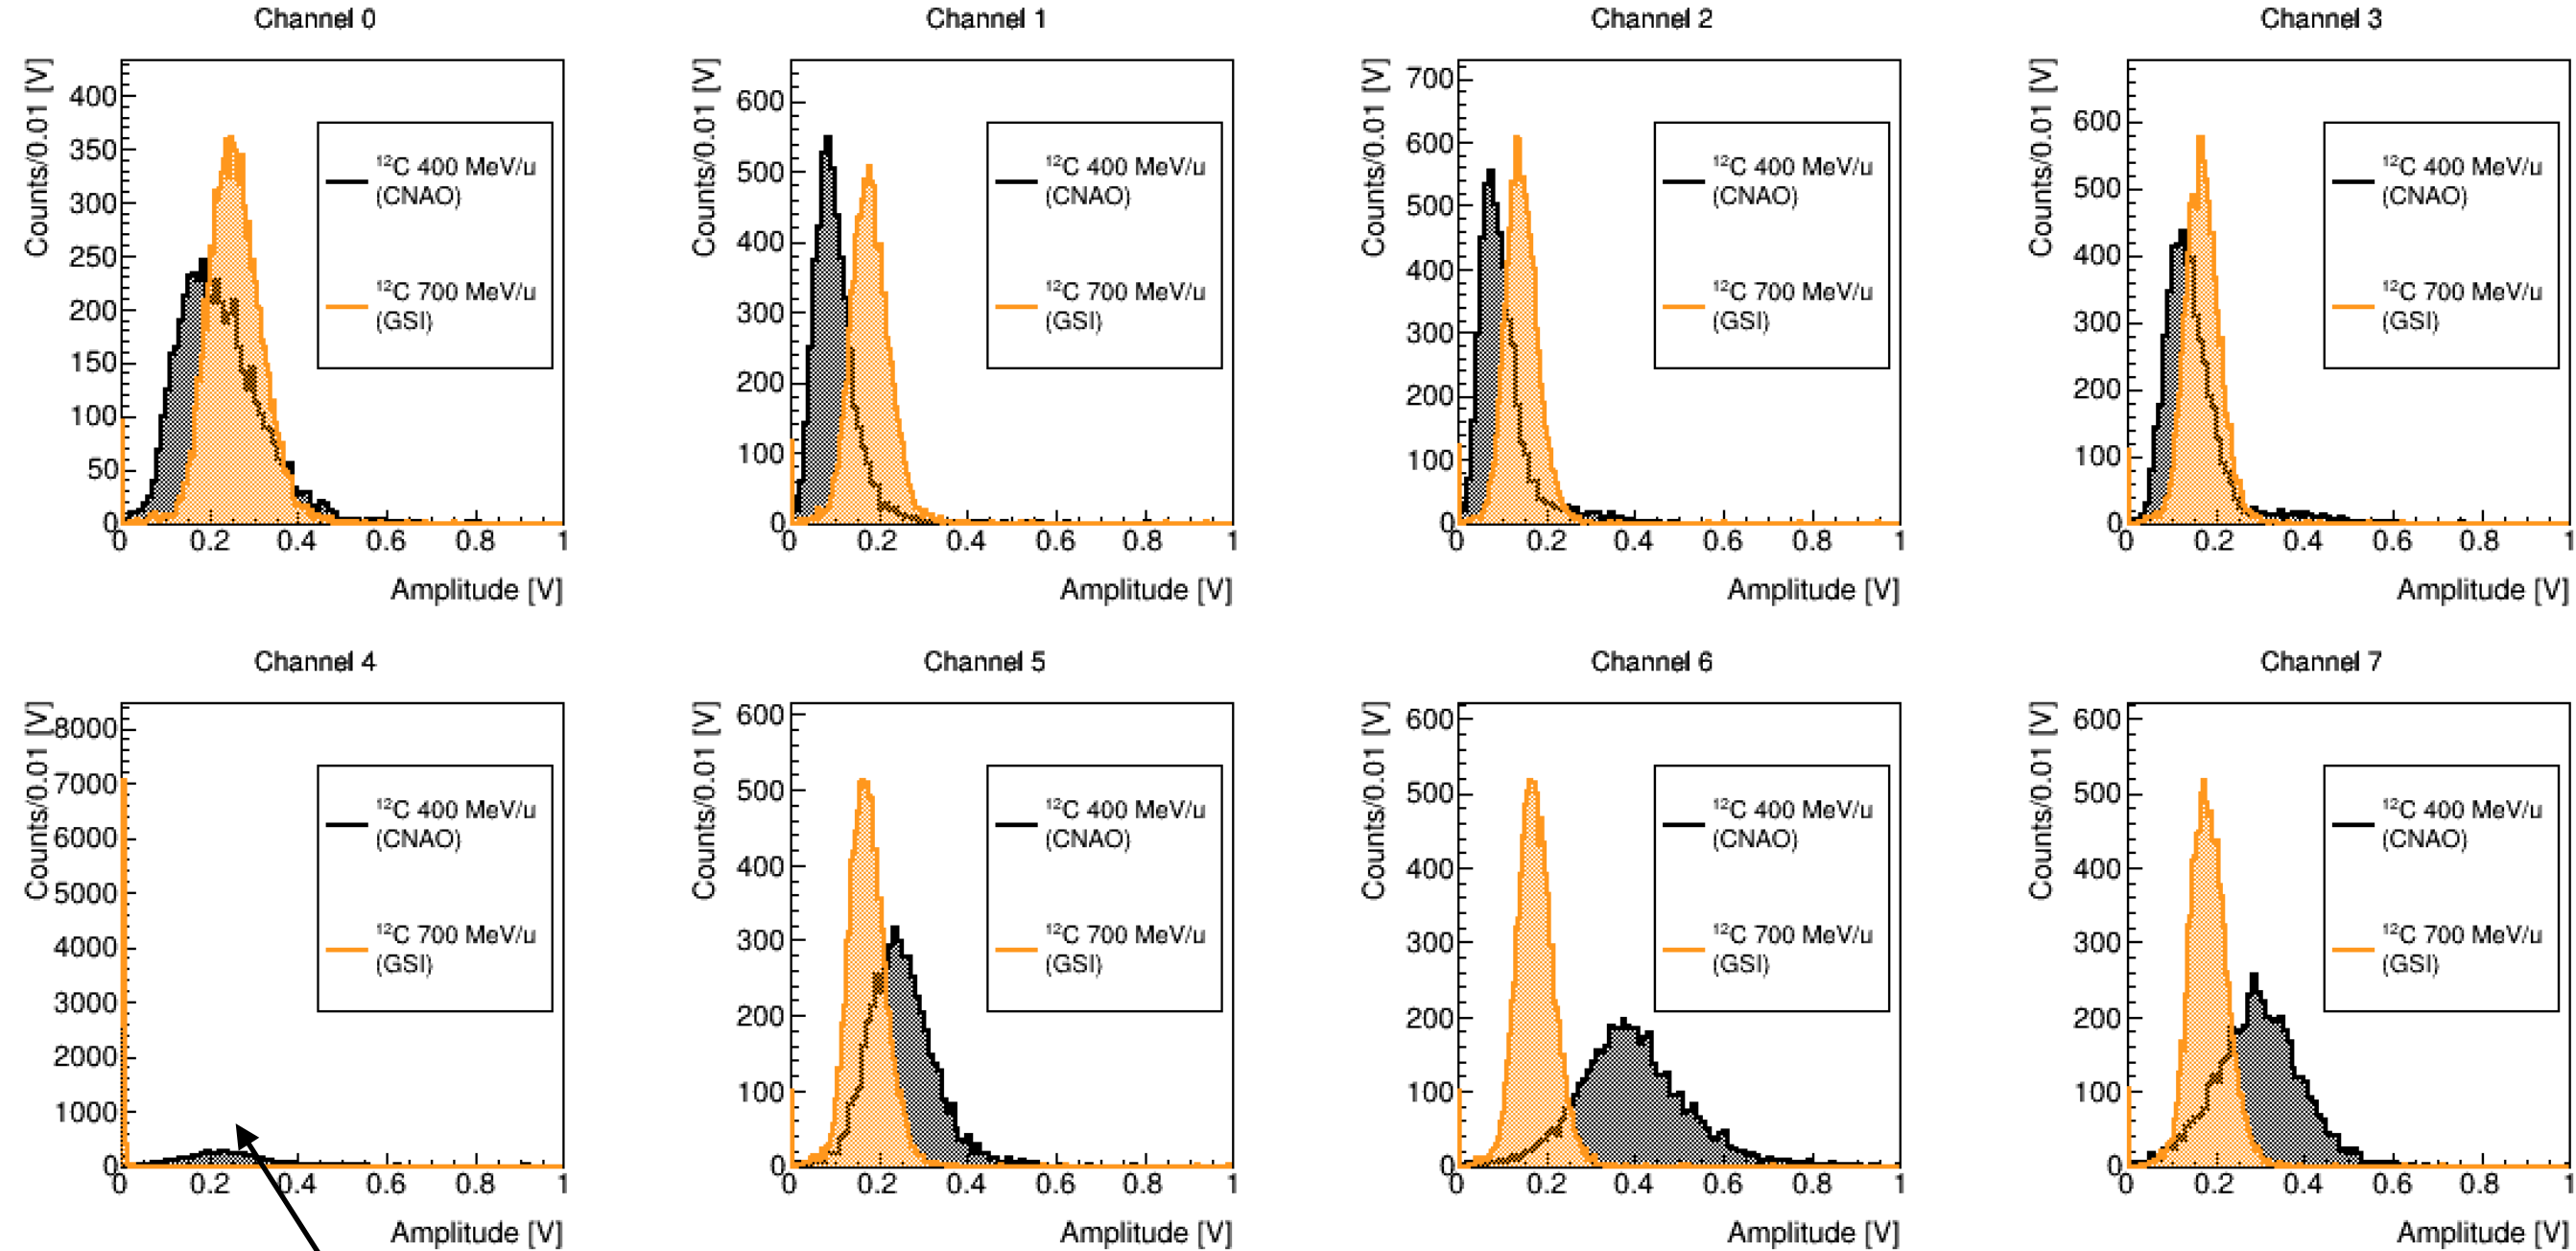 Channel 0
Counts/0.01 [V]
400
350
300
250
200
150
100
50
0
¹²C 400 MeV/u
(CNAO)
¹²C 700 MeV/u
(GSI)
0 0.2 0.4 0.6 0.8 1
Amplitude [V]
Channel 1
Counts/0.01 [V]
600
500
400
300
200
100
0
¹²C 400 MeV/u
(CNAO)
¹²C 700 MeV/u
(GSI)
0 0.2 0.4 0.6 0.8 1
Amplitude [V]
Channel 2
Counts/0.01 [V]
700
600
500
400
300
200
100
0
¹²C 400 MeV/u
(CNAO)
¹²C 700 MeV/u
(GSI)
0 0.2 0.4 0.6 0.8 1
Amplitude [V]
Channel 3
Counts/0.01 [V]
600
500
400
300
200
100
0
¹²C 400 MeV/u
(CNAO)
¹²C 700 MeV/u
(GSI)
0 0.2 0.4 0.6 0.8 1
Amplitude [V]
Channel 4
Counts/0.01 [V]
8000
7000
6000
5000
4000
3000
2000
1000
0
¹²C 400 MeV/u
(CNAO)
¹²C 700 MeV/u
(GSI)
0 0.2 0.4 0.6 0.8 1
Amplitude [V]
Channel 5
Counts/0.01 [V]
600
500
400
300
200
100
0
¹²C 400 MeV/u
(CNAO)
¹²C 700 MeV/u
(GSI)
0 0.2 0.4 0.6 0.8 1
Amplitude [V]
Channel 6
Counts/0.01 [V]
600
500
400
300
200
100
0
¹²C 400 MeV/u
(CNAO)
¹²C 700 MeV/u
(GSI)
0 0.2 0.4 0.6 0.8 1
Amplitude [V]
Channel 7
Counts/0.01 [V]
600
500
400
300
200
100
0
¹²C 400 MeV/u
(CNAO)
¹²C 700 MeV/u
(GSI)
0 0.2 0.4 0.6 0.8 1
Amplitude [V]